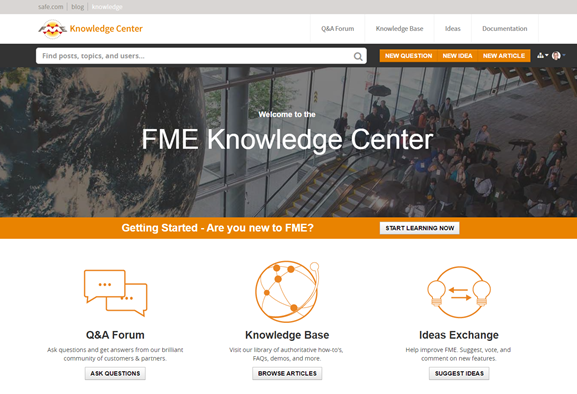 safe.com blog knowledge
Knowledge Center
Q&A Forum Knowledge Base Ideas Documentation
Find posts, topics, and users...
NEW QUESTION NEW IDEA NEW ARTICLE
Welcome to the
FME Knowledge Center
Getting Started - Are you new to FME?
START LEARNING NOW
Q&A Forum
Ask questions and get answers from our brilliant
community of customers & partners.
ASK QUESTIONS
Knowledge Base
Visit our library of authoritative how-to's,
FAQs, demos, and more.
BROWSE ARTICLES
Ideas Exchange
Help improve FME. Suggest, vote, and
comment on new features.
SUGGEST IDEAS